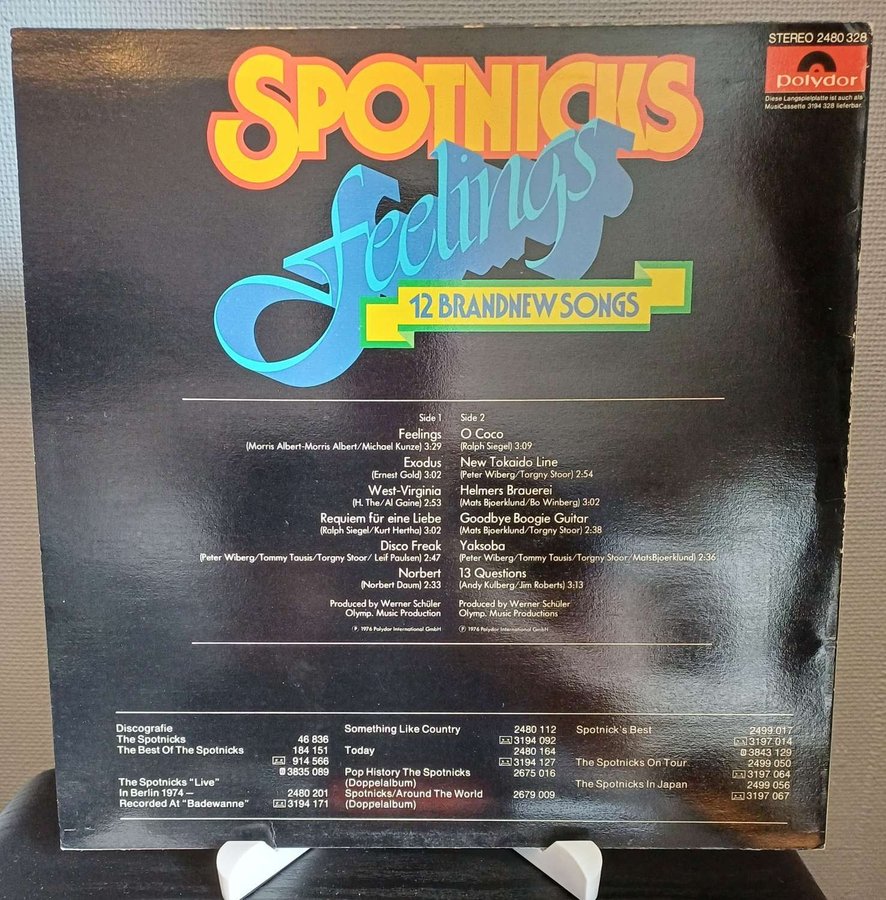 STEREO 2480 328
polydor
Diese Langspielplatte ist auch als
MusiCassette 3194 328 lieferbar.
SPOTNICKS
Feelings
12 BRANDNEW SONGS
Side 1
Feelings
(Morris Albert-Morris Albert/Michael Kunze) 3:29
Exodus
(Ernest Gold) 3:02
West-Virginia
(H. The/Al Gaine) 2:53
Requiem für eine Liebe
(Ralph Siegel/Kurt Hertha) 3:02
Disco Freak
(Peter Wiberg/Tommy Tausis/Torgny Stoor/ Leif Paulsen) 2:47
Norbert
(Norbert Daum) 2:33
Produced by Werner Schüler
Olymp. Music Production
℗ 1976 Polydor International GmbH
Side 2
O Coco
(Ralph Siegel) 3:09
New Tokaido Line
(Peter Wiberg/Torgny Stoor) 2:54
Helmers Brauerei
(Mats Bjoerklund/Bo Winberg) 3:02
Goodbye Boogie Guitar
(Mats Bjoerklund/Torgny Stoor) 2:38
Yaksoba
(Peter Wiberg/Tommy Tausis/Torgny Stoor/MatsBjoerklund) 2:36
13 Questions
(Andy Kulberg/Jim Roberts) 3:13
Produced by Werner Schüler
Olymp. Music Productions
℗ 1976 Polydor International GmbH
Discografie
The Spotnicks 46 836
The Best Of The Spotnicks 184 151
914 566
3835 089
The Spotnicks "Live"
In Berlin 1974 – 2480 201
Recorded At "Badewanne" 3194 171
Something Like Country 2480 112
3194 092
Today 2480 164
3194 127
Pop History The Spotnicks 2675 016
(Doppelalbum)
Spotnicks/Around The World 2679 009
(Doppelalbum)
Spotnick's Best 2499 017
3197 014
3843 129
The Spotnicks On Tour 2499 050
3197 064
The Spotnicks In Japan 2499 056
3197 067